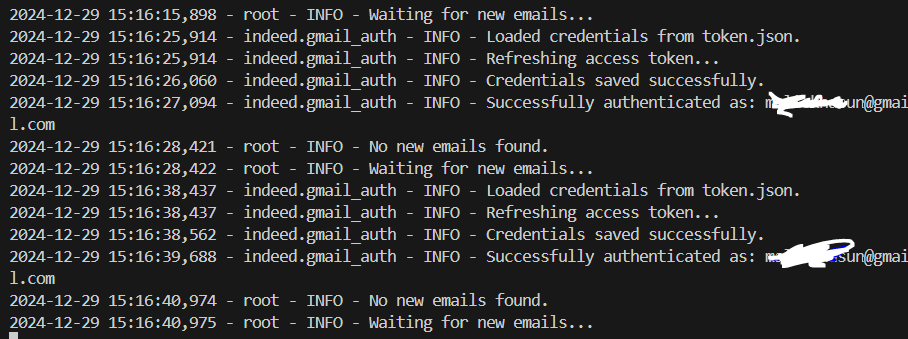 2024-12-29 15:16:15,898 - root - INFO - Waiting for new emails...
2024-12-29 15:16:25,914 - indeed.gmail_auth - INFO - Loaded credentials from token.json.
2024-12-29 15:16:25,914 - indeed.gmail_auth - INFO - Refreshing access token...
2024-12-29 15:16:26,060 - indeed.gmail_auth - INFO - Credentials saved successfully.
2024-12-29 15:16:27,094 - indeed.gmail_auth - INFO - Successfully authenticated as: @gmai
l.com
2024-12-29 15:16:28,421 - root - INFO - No new emails found.
2024-12-29 15:16:28,422 - root - INFO - Waiting for new emails...
2024-12-29 15:16:38,437 - indeed.gmail_auth - INFO - Loaded credentials from token.json.
2024-12-29 15:16:38,437 - indeed.gmail_auth - INFO - Refreshing access token...
2024-12-29 15:16:38,562 - indeed.gmail_auth - INFO - Credentials saved successfully.
2024-12-29 15:16:39,688 - indeed.gmail_auth - INFO - Successfully authenticated as: @gmai
l.com
2024-12-29 15:16:40,974 - root - INFO - No new emails found.
2024-12-29 15:16:40,975 - root - INFO - Waiting for new emails...